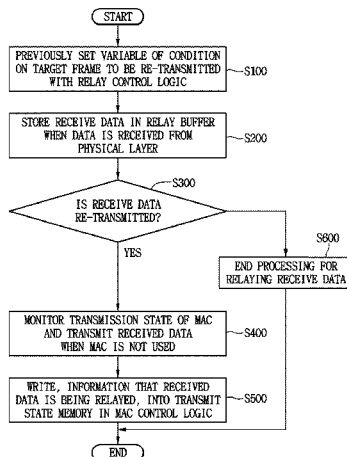 START
PREVIOUSLY SET VARIABLE OF CONDITION
ON TARGET FRAME TO BE RE-TRANSMITTED
WITH RELAY CONTROL LOGIC
S100
STORE RECEIVE DATA IN RELAY BUFFER
WHEN DATA IS RECEIVED FROM
PHYSICAL LAYER
S200
S300
IS RECEIVE DATA
RE-TRANSMITTED?
YES
S600
END PROCESSING FOR
RELAYING RECEIVE DATA
MONITOR TRANSMISSION STATE OF MAC
AND TRANSMIT RECEIVED DATA
WHEN MAC IS NOT USED
S400
WRITE, INFORMATION THAT RECEIVED
DATA IS BEING RELAYED, INTO TRANSMIT
STATE MEMORY IN MAC CONTROL LOGIC
S500
END